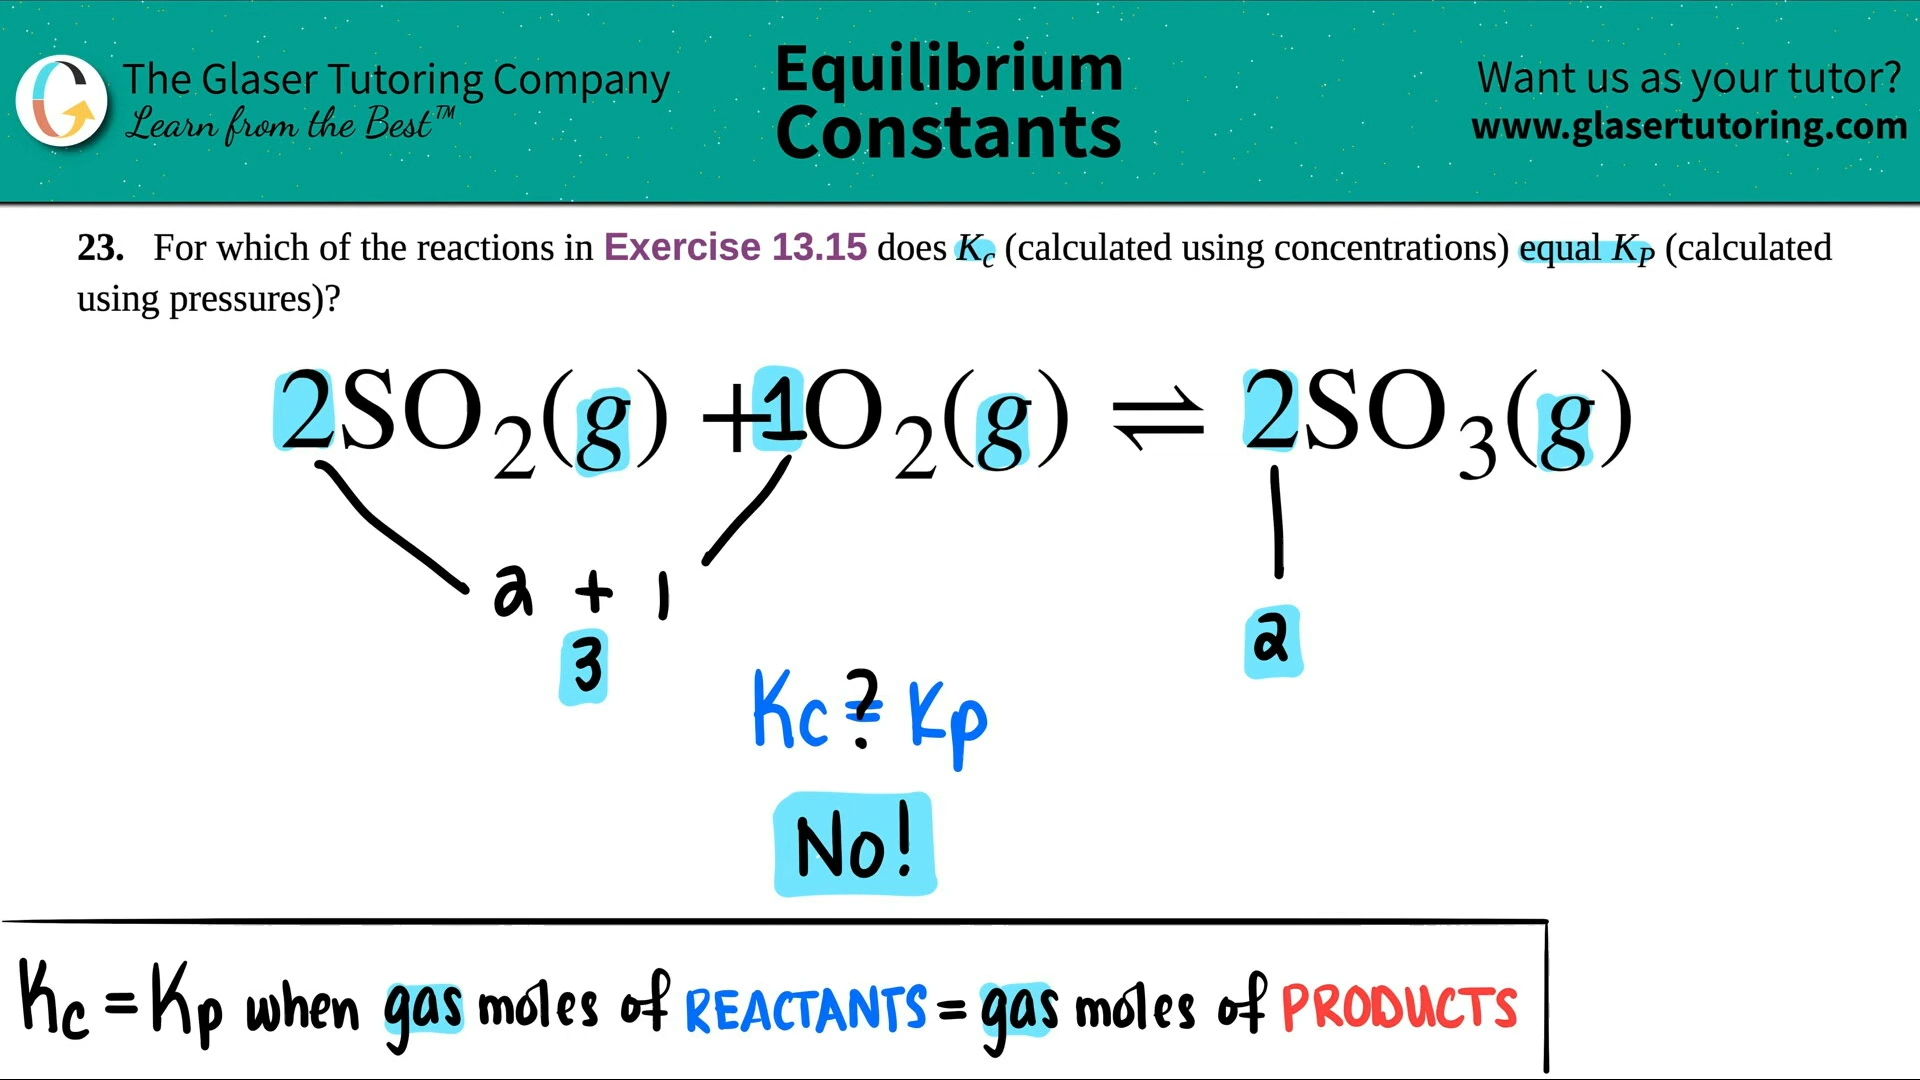 The Glaser Tutoring Company
Learn from the Best™
Equilibrium
Constants
Want us as your tutor?
www.glasertutoring.com
23. For which of the reactions in Exercise 13.15 does Kc (calculated using concentrations) equal KP (calculated
using pressures)?
2SO₂(g) + 1O₂(g) ⇌ 2SO₃(g)
2 + 1
3
2
Kc =? Kp
No!
Kc = Kp when gas moles of REACTANTS = gas moles of PRODUCTS